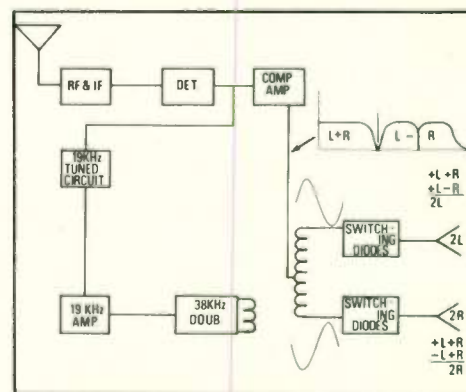 RF & IF
DET
COMP
AMP
L+R
L-
R
19KHz
TUNED
CIRCUIT
+L+R
+L-R
2L
SWITCH-
ING
DIODES
2L
19 KHz
AMP
38KHz
DOUB
SWITCH-
ING
DIODES
2R
+L+R
-L+R
2R